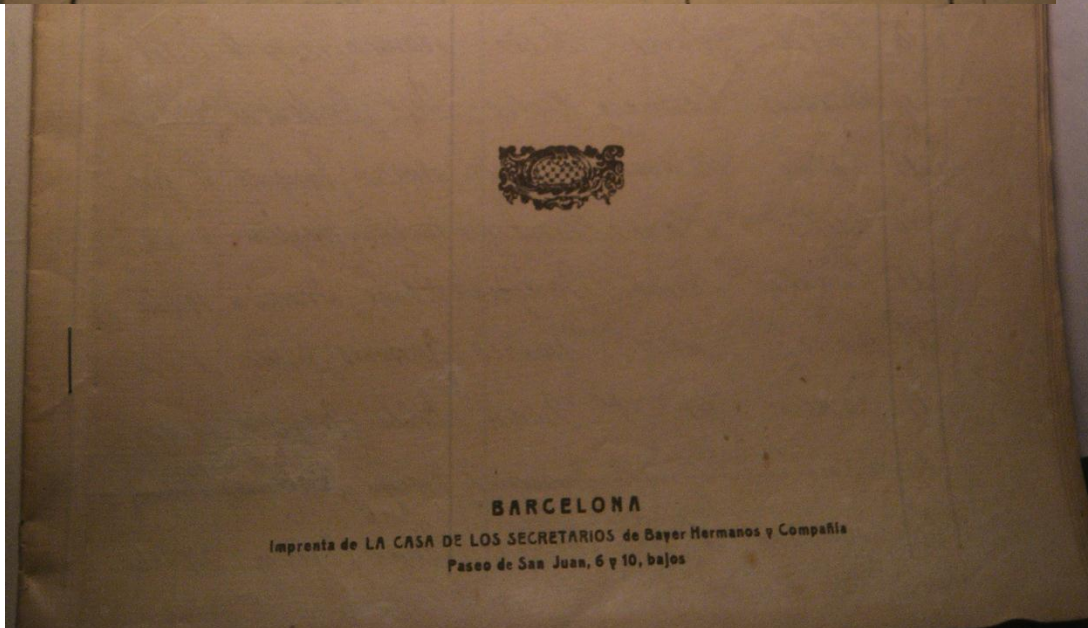 BARCELONA
Imprenta de LA CASA DE LOS SECRETARIOS de Bayer Hermanos y Compañía
Paseo de San Juan, 6 y 10, bajos